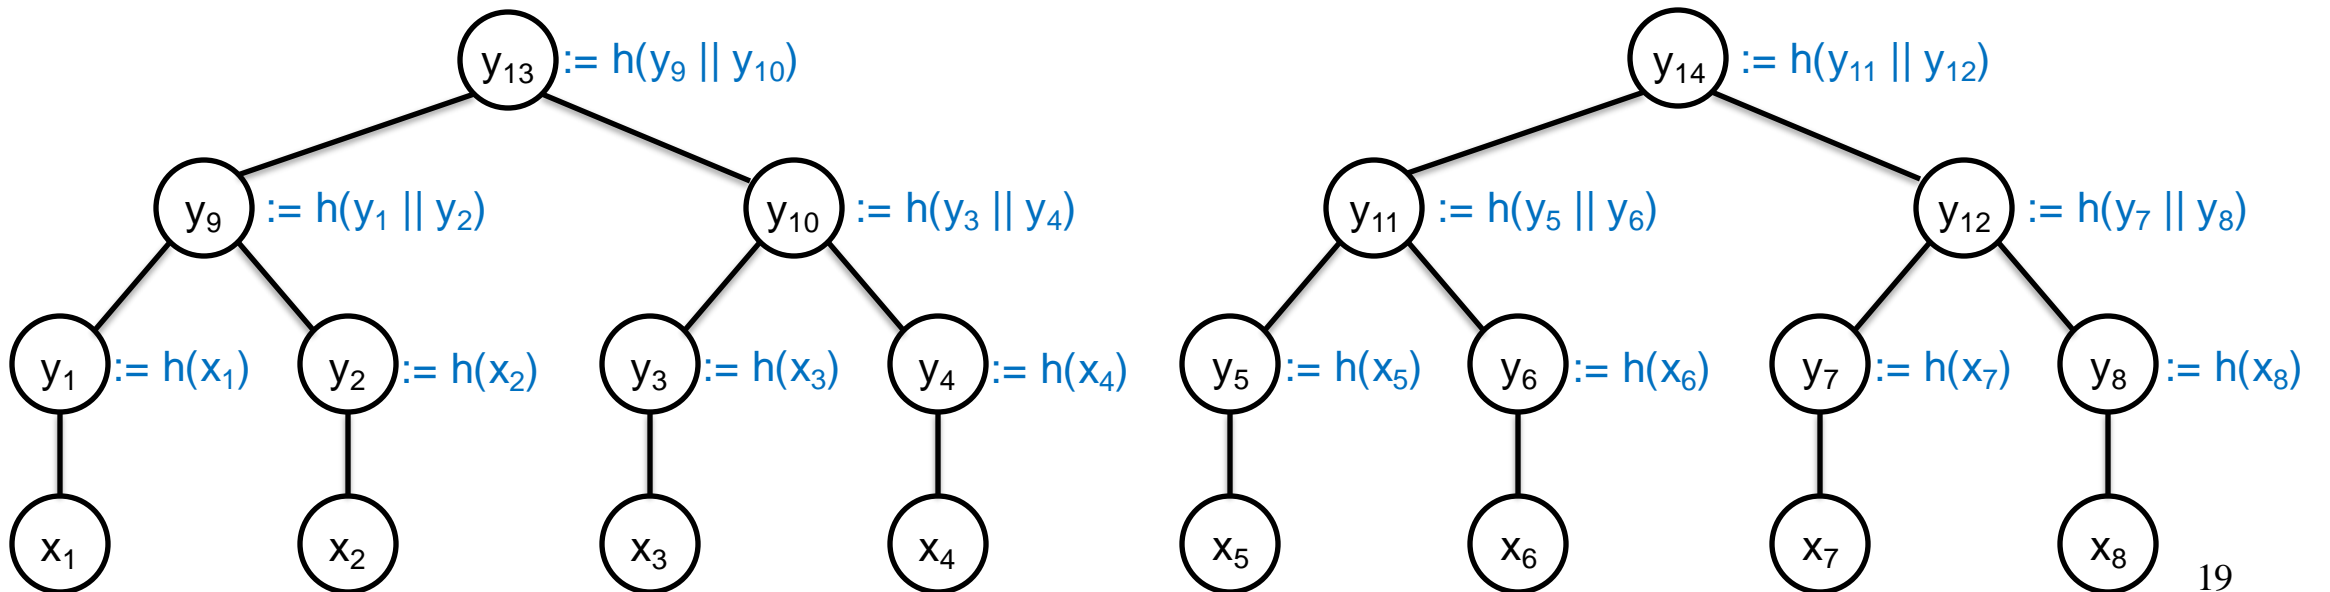 y13 := h(y9 || y10) y14 := h(y11 || y12)
y9 := h(y1 || y2) y10 := h(y3 || y4) y11 := h(y5 || y6) y12 := h(y7 || y8)
y1 := h(x1) y2 := h(x2) y3 := h(x3) y4 := h(x4) y5 := h(x5) y6 := h(x6) y7 := h(x7) y8 := h(x8)
x1 x2 x3 x4 x5 x6 x7 x8
19